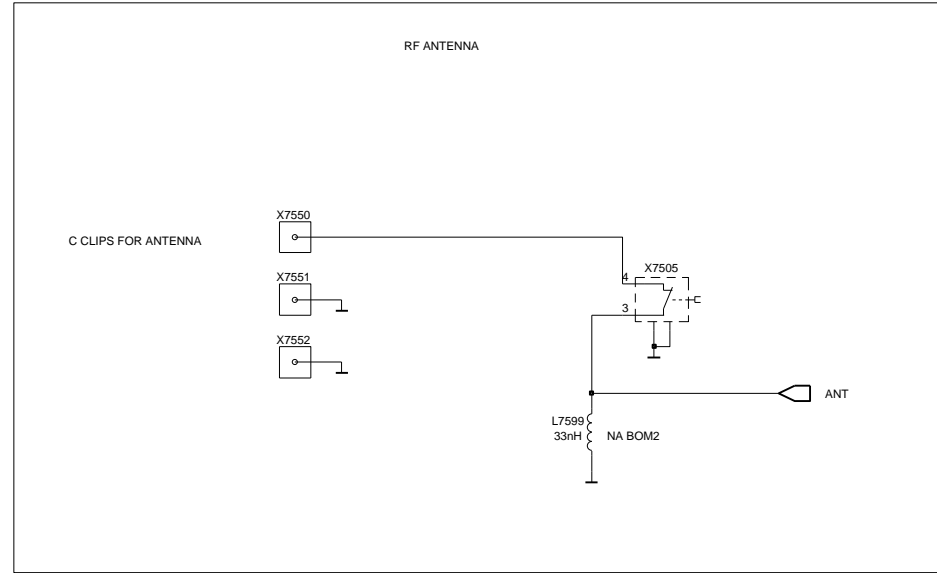 RF ANTENNA
X7550
C CLIPS FOR ANTENNA
X7551
X7505
4
3
X7552
ANT
L7599
33nH NA BOM2